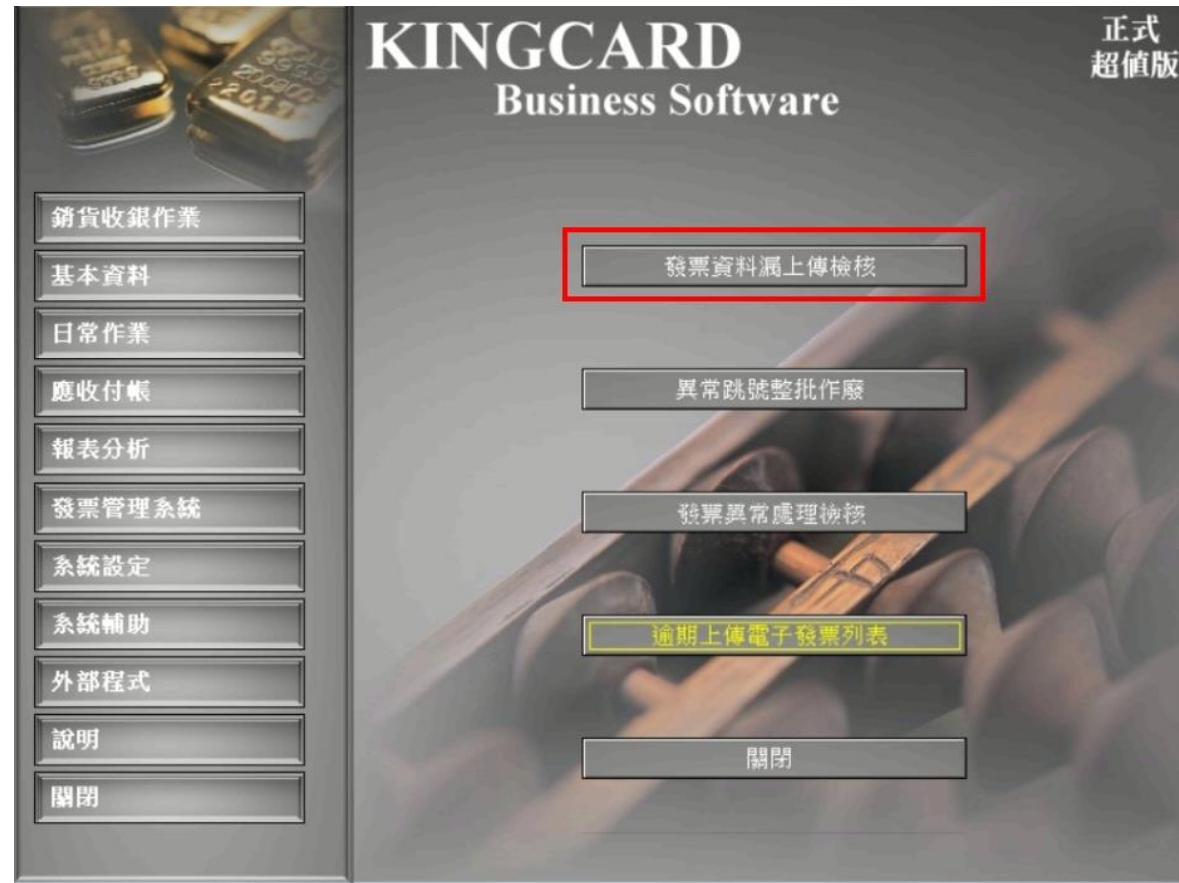 KINGCARD
Business Software
正式
超值版
銷貨收銀作業
基本資料
日常作業
應收付帳
報表分析
發票管理系統
系統設定
系統輔助
外部程式
說明
關閉
發票資料漏上傳檢核
異常跳號整批作廢
發票異常處理檢核
逾期上傳電子發票列表
關閉